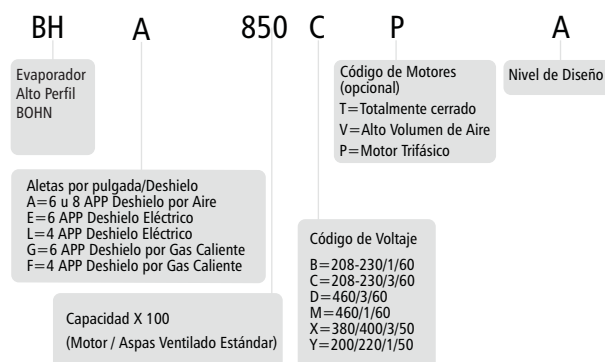 BH A 850 C P A
Evaporador
Alto Perfil
BOHN
Código de Motores
(opcional)
T=Totalmente cerrado
V=Alto Volumen de Aire
P=Motor Trifásico
Nivel de Diseño
Aletas por pulgada/Deshielo
A=6 u 8 APP Deshielo por Aire
E=6 APP Deshielo Eléctrico
L=4 APP Deshielo Eléctrico
G=6 APP Deshielo por Gas Caliente
F=4 APP Deshielo por Gas Caliente
Código de Voltaje
B=208-230/1/60
C=208-230/3/60
D=460/3/60
M=460/1/60
X=380/400/3/50
Y=200/220/1/50
Capacidad X 100
(Motor / Aspas Ventilado Estándar)